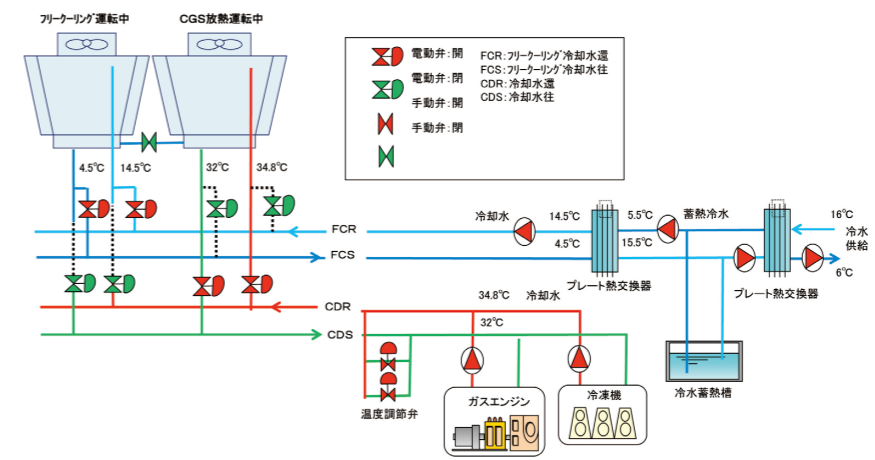 フリークーリング運転中
CGS放熱運転中
電動弁:開
電動弁:閉
手動弁:開
手動弁:閉
FCR:フリークーリング冷却水還
FCS:フリークーリング冷却水往
CDR:冷却水還
CDS:冷却水往
4.5℃
14.5℃
32℃
34.8℃
FCR
FCS
CDR
CDS
冷却水
14.5℃
4.5℃
5.5℃
15.5℃
蓄熱冷水
16℃
冷水
供給
6℃
プレート熱交換器
プレート熱交換器
34.8℃
冷却水
32℃
温度調節弁
ガスエンジン
冷凍機
冷水蓄熱槽